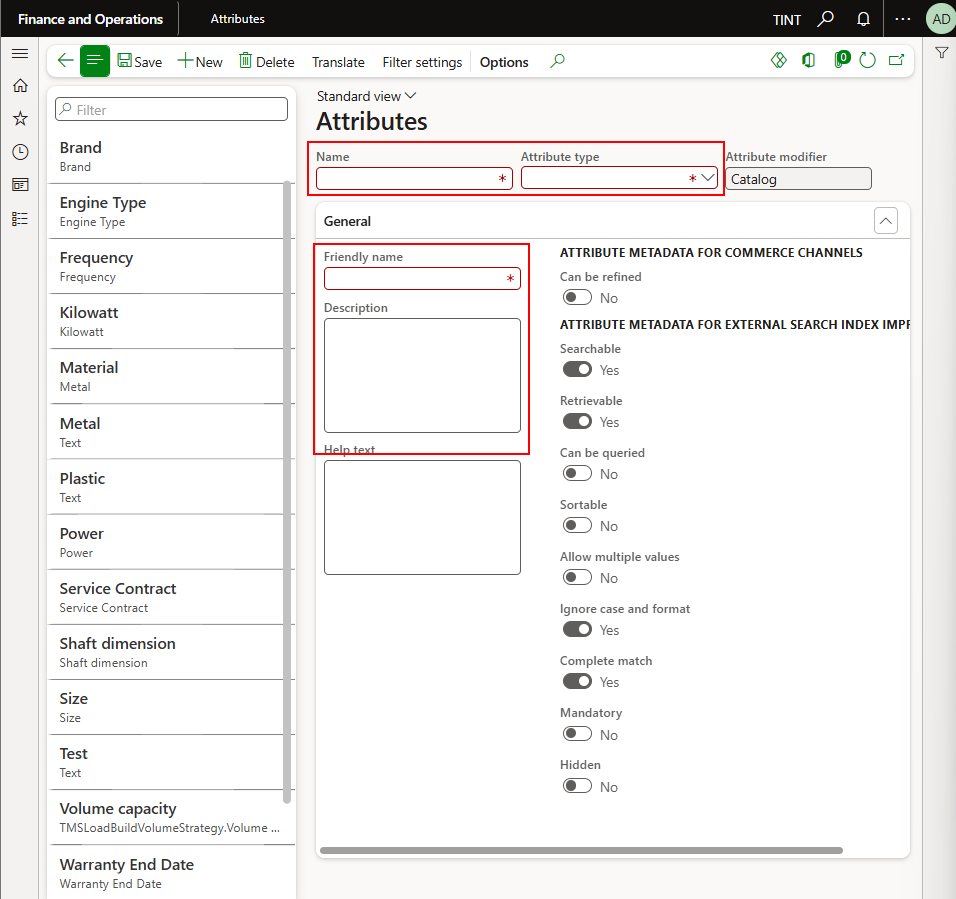 Finance and Operations
Attributes
TINT
AD
Save
New
Delete
Translate
Filter settings
Options
0
Filter
Brand
Brand
Engine Type
Engine Type
Frequency
Frequency
Kilowatt
Kilowatt
Material
Metal
Metal
Text
Plastic
Text
Power
Power
Service Contract
Service Contract
Shaft dimension
Shaft dimension
Size
Size
Test
Text
Volume capacity
TMSLoadBuildVolumeStrategy.Volume ...
Warranty End Date
Warranty End Date
Standard view
Attributes
Name
*
Attribute type
*
Attribute modifier
Catalog
General
Friendly name
*
Description
Help text
ATTRIBUTE METADATA FOR COMMERCE CHANNELS
Can be refined
No
ATTRIBUTE METADATA FOR EXTERNAL SEARCH INDEX IMPR
Searchable
Yes
Retrievable
Yes
Can be queried
No
Sortable
No
Allow multiple values
No
Ignore case and format
Yes
Complete match
Yes
Mandatory
No
Hidden
No